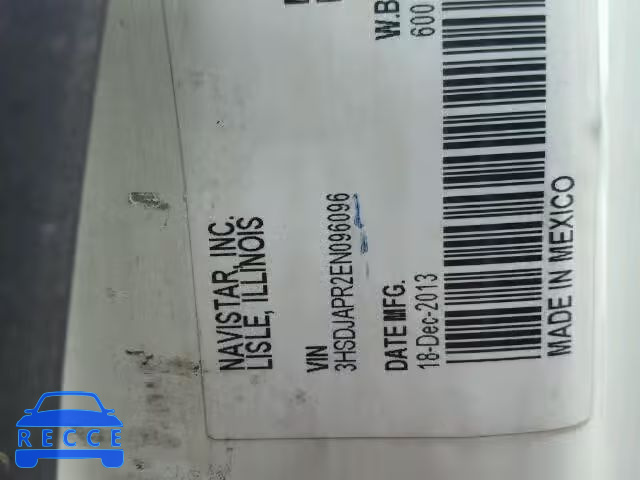 NAVISTAR, INC.
LISLE, ILLINOIS
VIN
3HSDJAPR2EN096096
DATE MFG.
18-Dec-2013
W.B
600
MADE IN MEXICO
RECCE